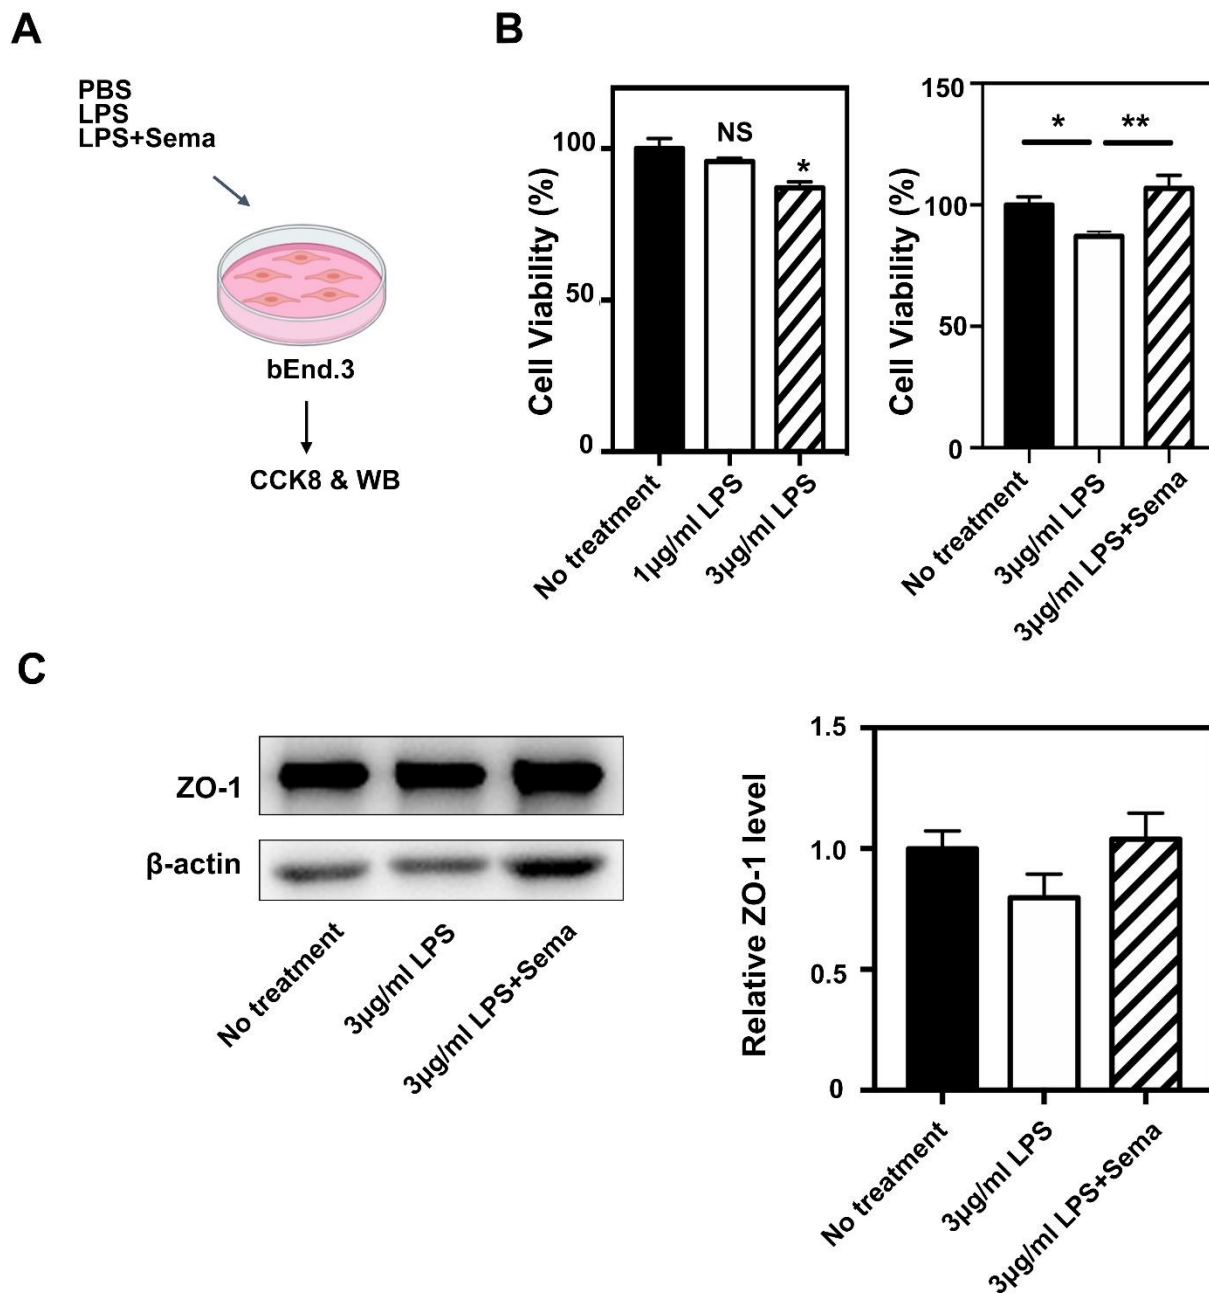 A
PBS
LPS
LPS+Sema
bEnd.3
CCK8 & WB
B
Cell Viability (%)
100
50
0
NS
*
No treatment
1μg/ml LPS
3μg/ml LPS
Cell Viability (%)
150
100
50
0
*
**
No treatment
3μg/ml LPS
3μg/ml LPS+Sema
C
ZO-1
β-actin
No treatment
3μg/ml LPS
3μg/ml LPS+Sema
Relative ZO-1 level
1.5
1.0
0.5
0
No treatment
3μg/ml LPS
3μg/ml LPS+Sema